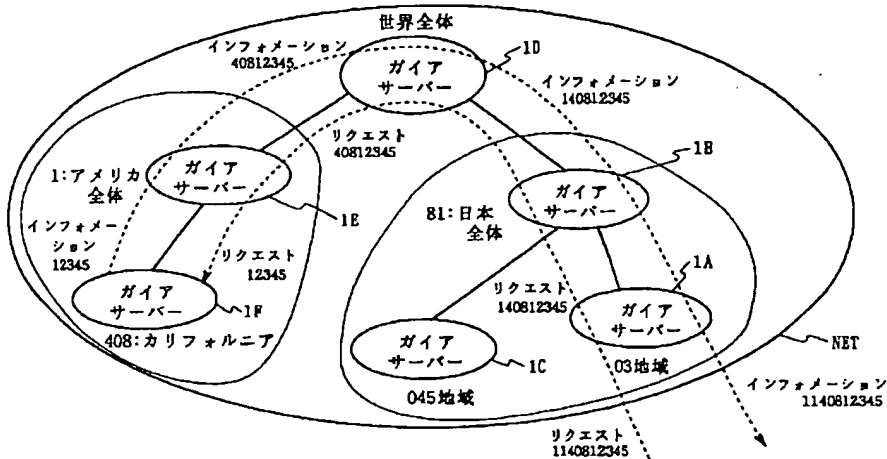 世界全体
インフォメーション
40812345
ガイア
サーバー
1D
インフォメーション
140812345
リクエスト
40812345
1:アメリカ
全体
ガイア
サーバー
1E
ガイア
サーバー
1B
81:日本
全体
インフォメー
ション
12345
リクエスト
12345
ガイア
サーバー
1F
408:カリフォルニア
リクエスト
140812345
1A
ガイア
サーバー
03地域
ガイア
サーバー
1C
045地域
NET
インフォメーション
1140812345
リクエスト
1140812345